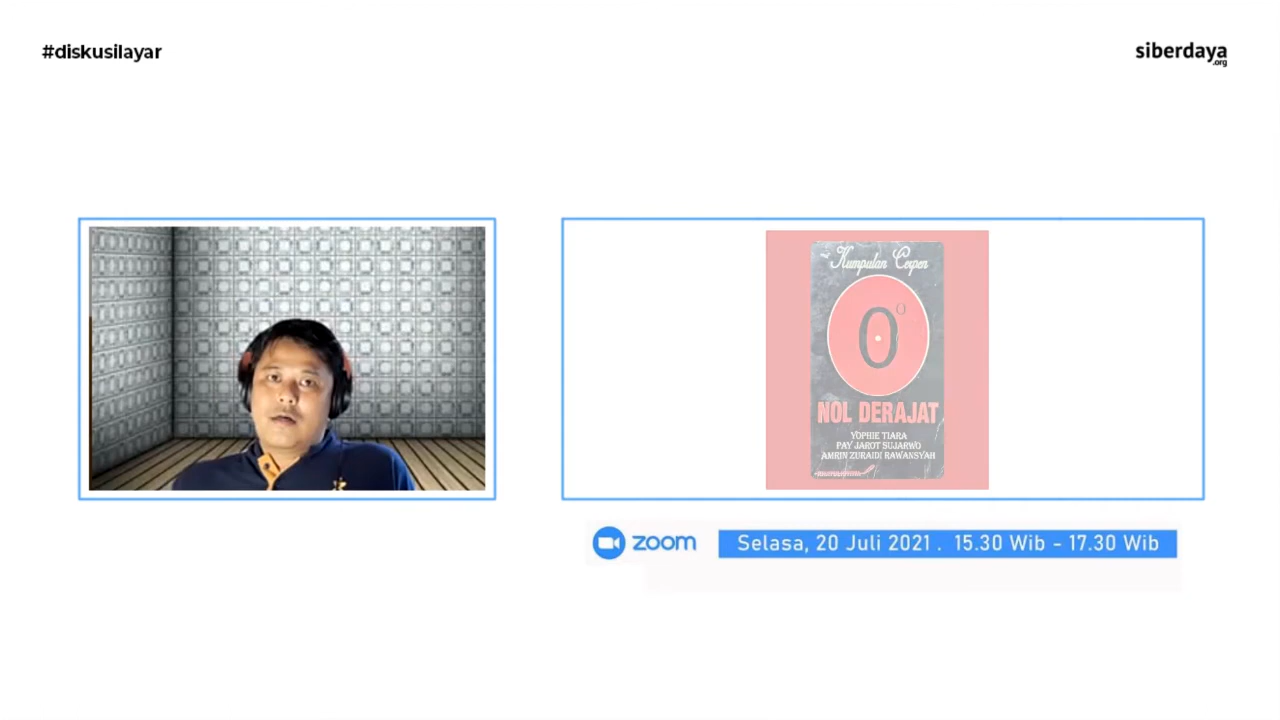 #diskusilayar
siberdaya
.org
Kumpulan Cerpen
0°
NOL DERAJAT
YOPHIE TIARA
PAY JAROT SUJARWO
AMRIN ZURAIDI RAWANSYAH
zoom
Selasa, 20 Juli 2021 . 15.30 Wib - 17.30 Wib